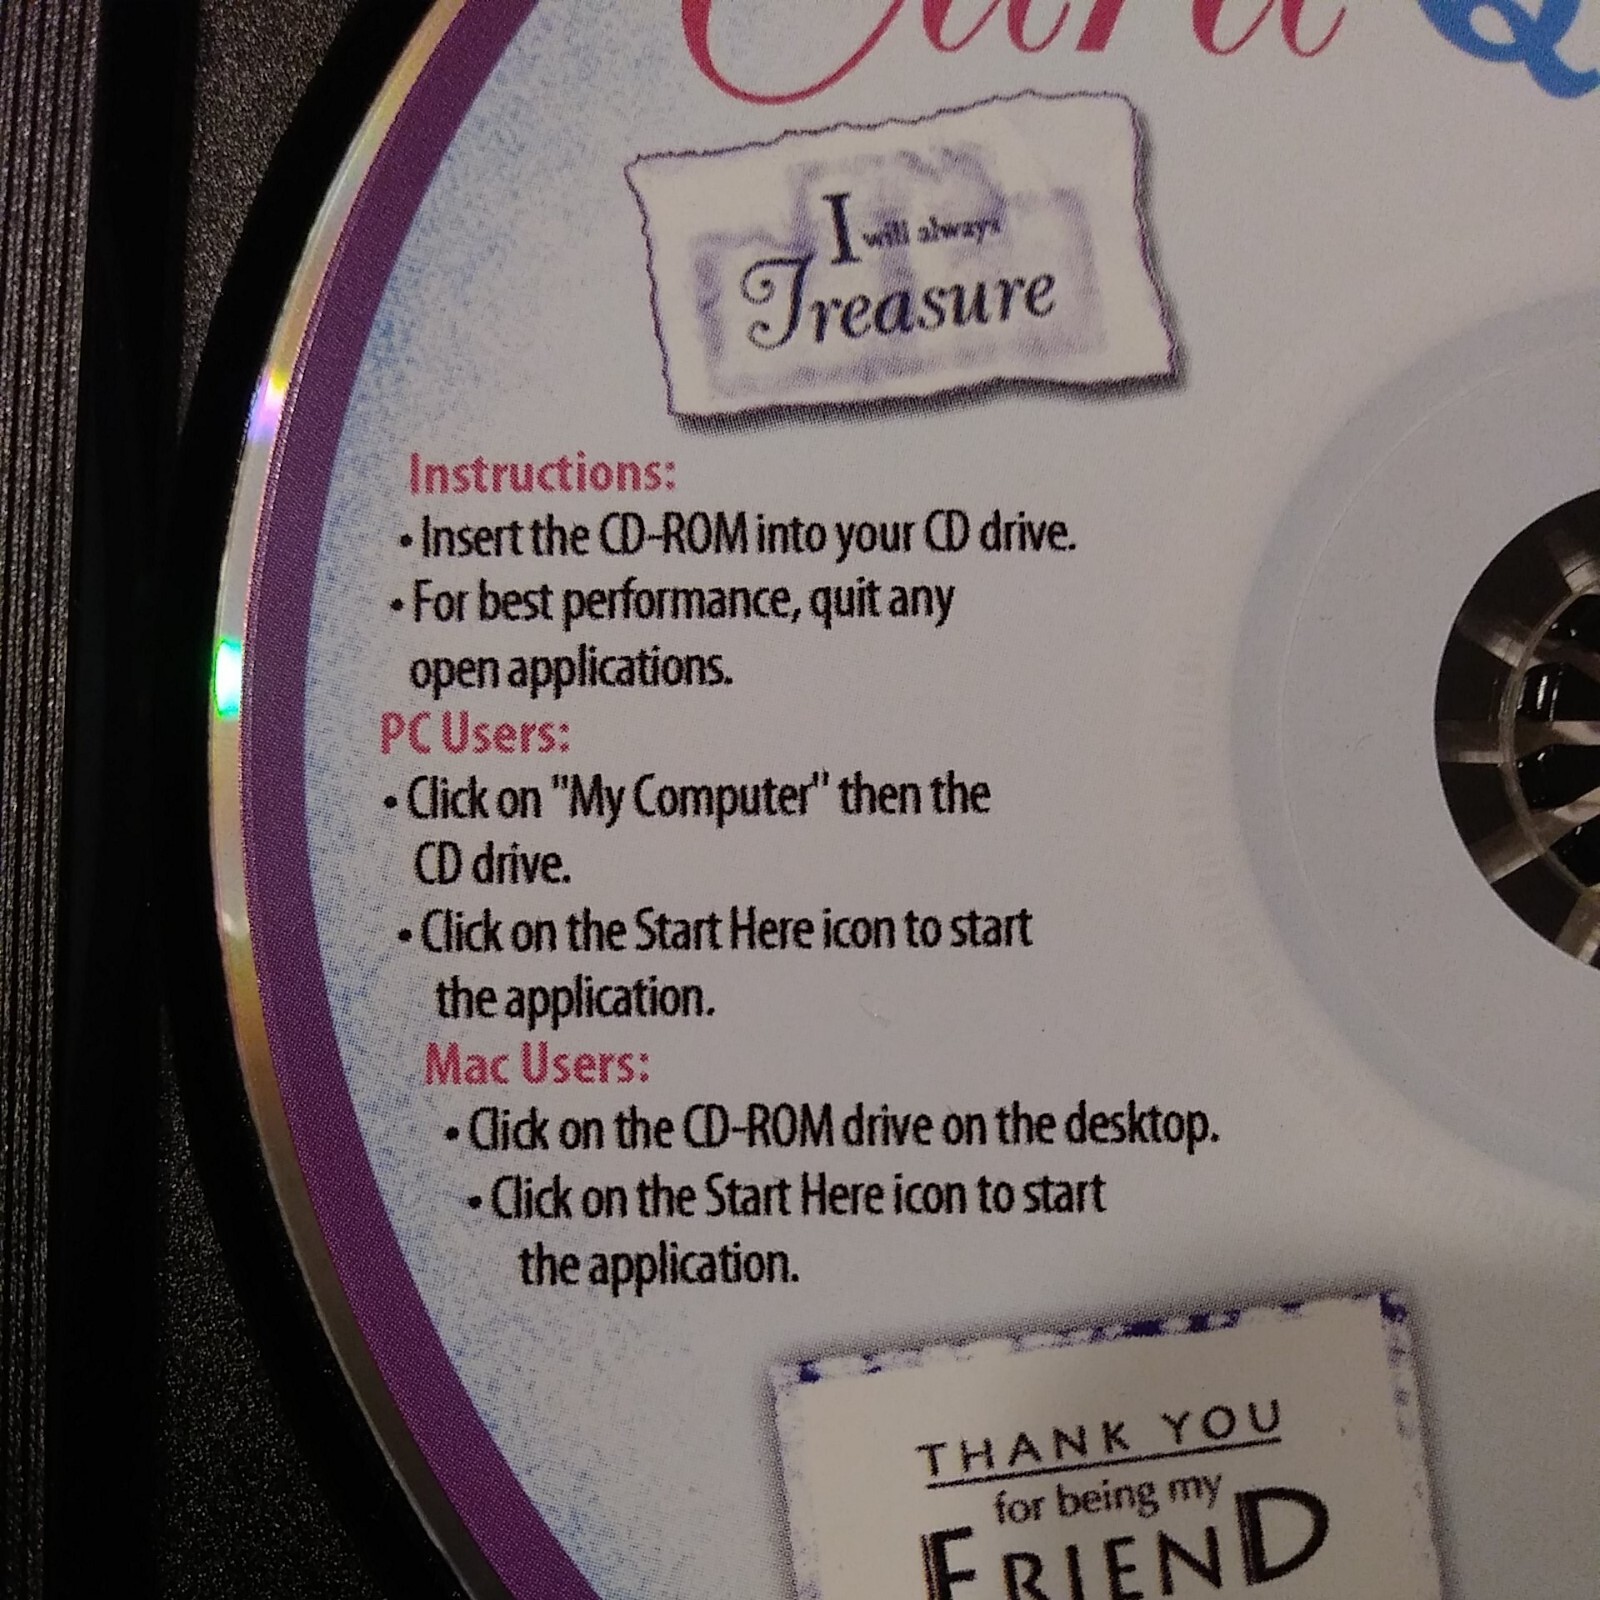 I will always
Treasure
Instructions:
• Insert the CD-ROM into your CD drive.
• For best performance, quit any
open applications.
PC Users:
• Click on "My Computer" then the
CD drive.
• Click on the Start Here icon to start
the application.
Mac Users:
• Click on the CD-ROM drive on the desktop.
• Click on the Start Here icon to start
the application.
THANK YOU
for being my
FRIEND